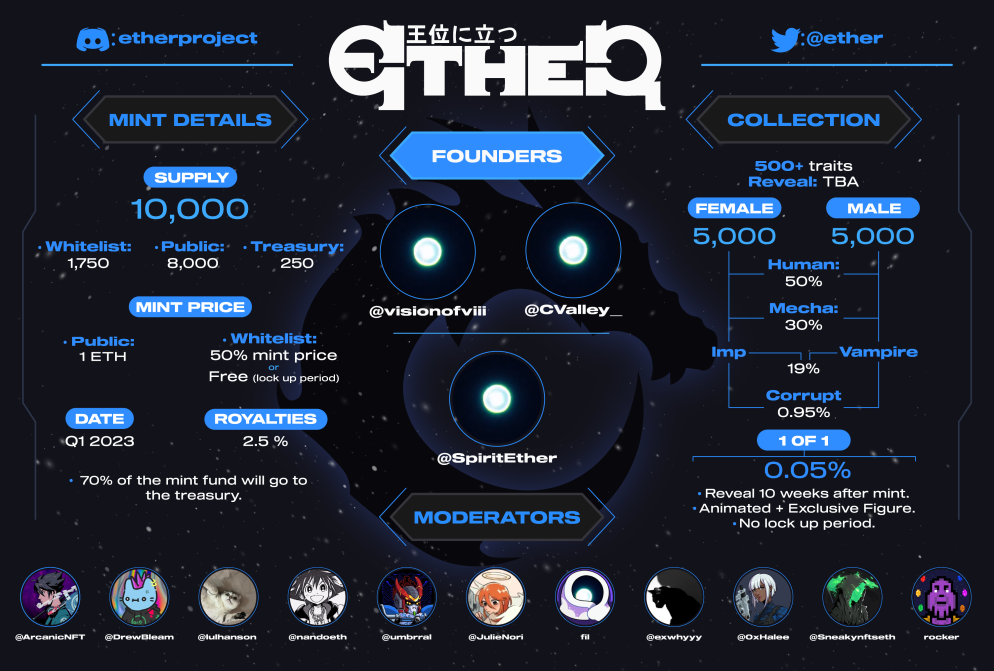 :etherproject
王位に立つ
ETHER
:@ether
MINT DETAILS
SUPPLY
10,000
• Whitelist: • Public: • Treasury:
1,750 8,000 250
MINT PRICE
• Public:
1 ETH
• Whitelist:
50% mint price
or
Free (lock up period)
DATE
Q1 2023
ROYALTIES
2.5 %
• 70% of the mint fund will go to
the treasury.
FOUNDERS
@visionofviii
@CValley_
@SpiritEther
MODERATORS
COLLECTION
500+ traits
Reveal: TBA
FEMALE MALE
5,000 5,000
Human:
50%
Mecha:
30%
Imp Vampire
19%
Corrupt
0.95%
1 OF 1
0.05%
• Reveal 10 weeks after mint.
• Animated + Exclusive Figure.
• No lock up period.
@ArcanicNFT @DrewBleam @lulhanson @nandoeth @umbrral @JulieNori fil @exwhyyy @0xHalee @Sneakynftseth rocker